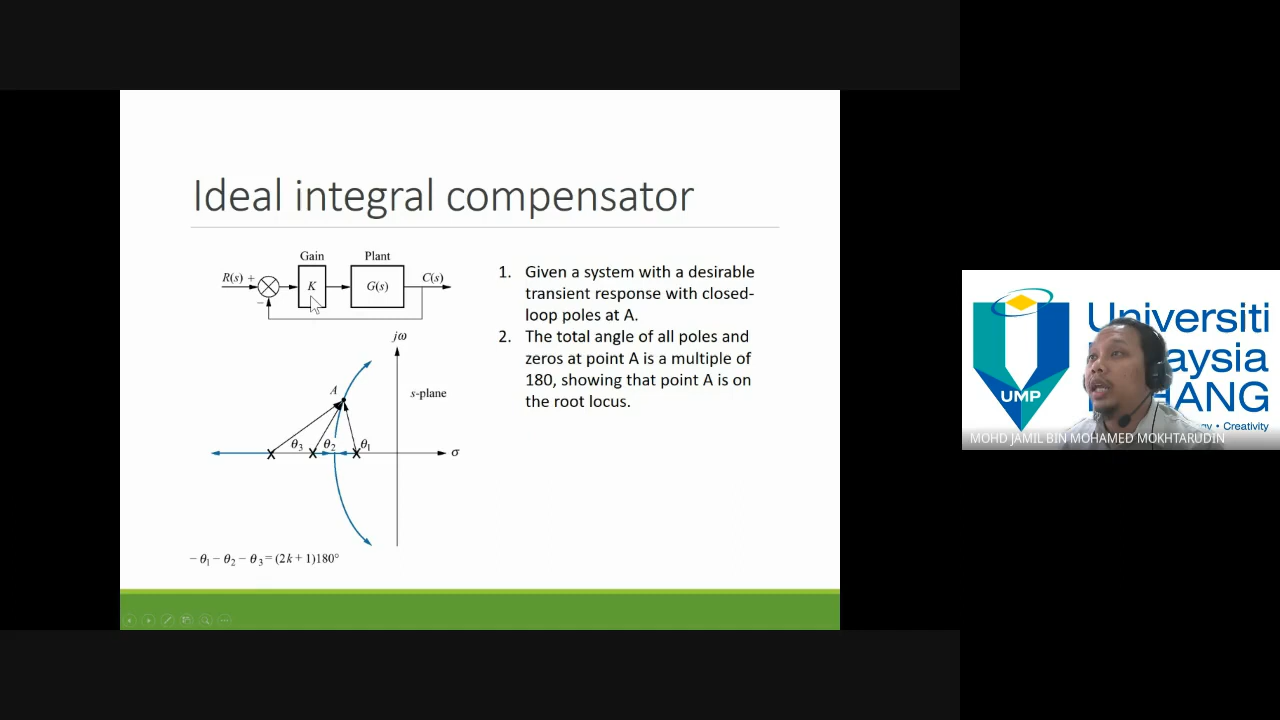 Ideal integral compensator
Gain
Plant
R(s) +
K
G(s)
C(s)
−
jω
A
s-plane
θ3
θ2
θ1
σ
− θ1 − θ2 − θ3 = (2k + 1)180°
1. Given a system with a desirable
transient response with closed-
loop poles at A.
2. The total angle of all poles and
zeros at point A is a multiple of
180, showing that point A is on
the root locus.
Universiti
Malaysia
HANG
UMP
• Creativity
MOHD JAMIL BIN MOHAMED MOKHTARUDIN